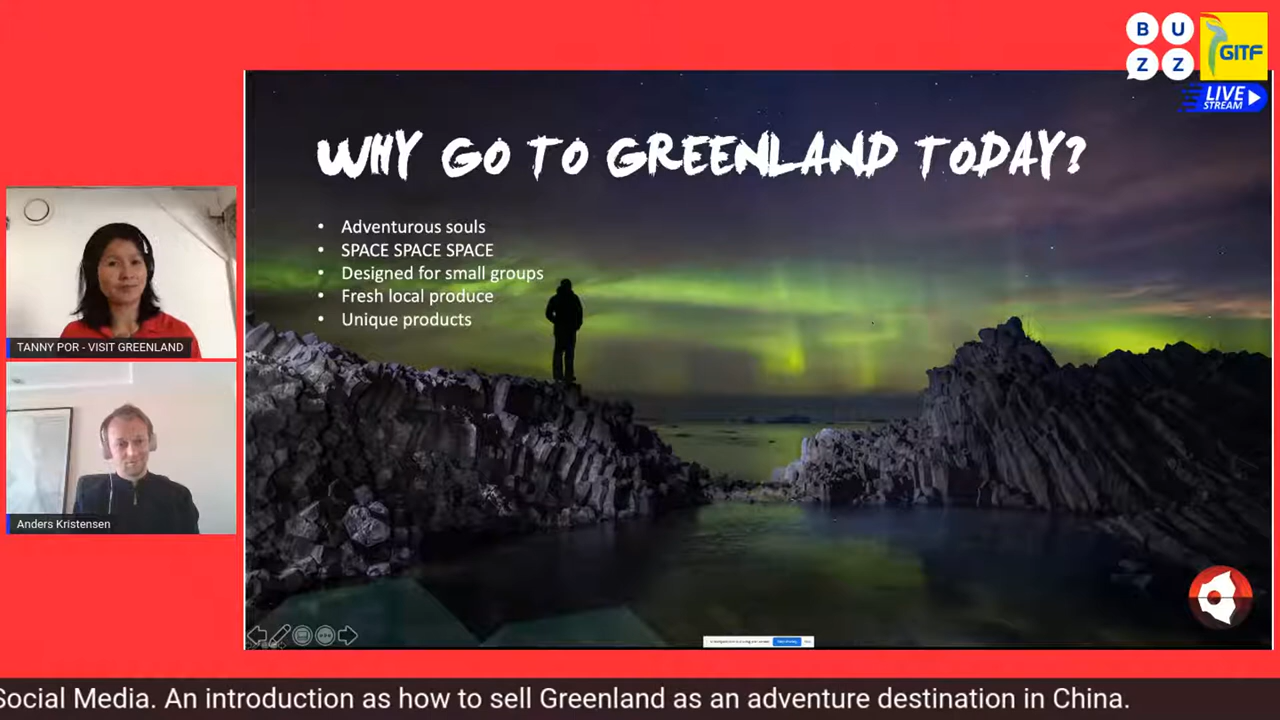 BUZZ
GITF
LIVE
STREAM
WHY GO TO GREENLAND TODAY?
• Adventurous souls
• SPACE SPACE SPACE
• Designed for small groups
• Fresh local produce
• Unique products
TANNY POR - VISIT GREENLAND
Anders Kristensen
Social Media. An introduction as how to sell Greenland as an adventure destination in China.